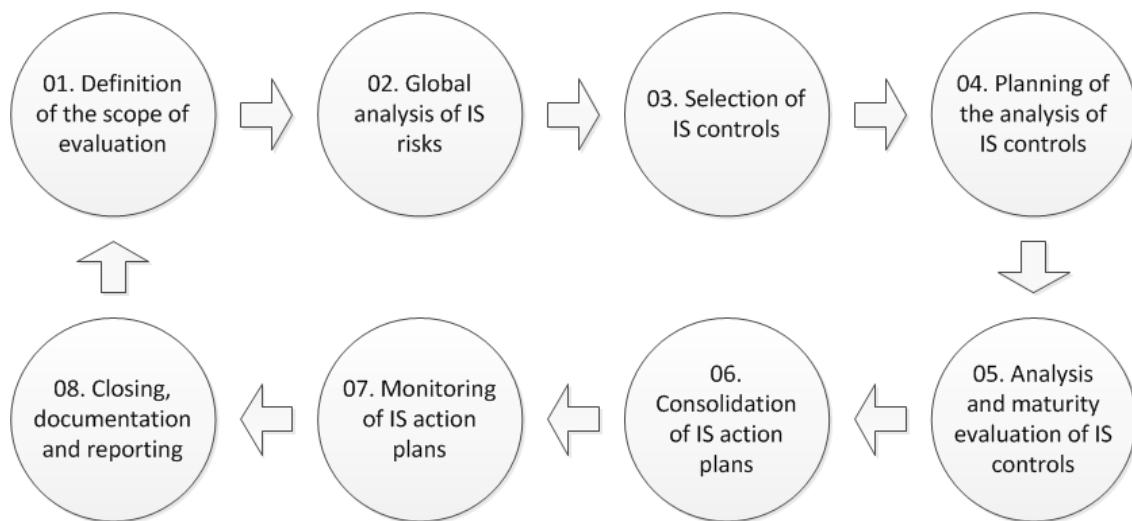 01. Definition
of the scope of
evaluation
02. Global
analysis of IS
risks
03. Selection of
IS controls
04. Planning of
the analysis of
IS controls
05. Analysis
and maturity
evaluation of IS
controls
06.
Consolidation
of IS action
plans
07. Monitoring
of IS action
plans
08. Closing,
documentation
and reporting